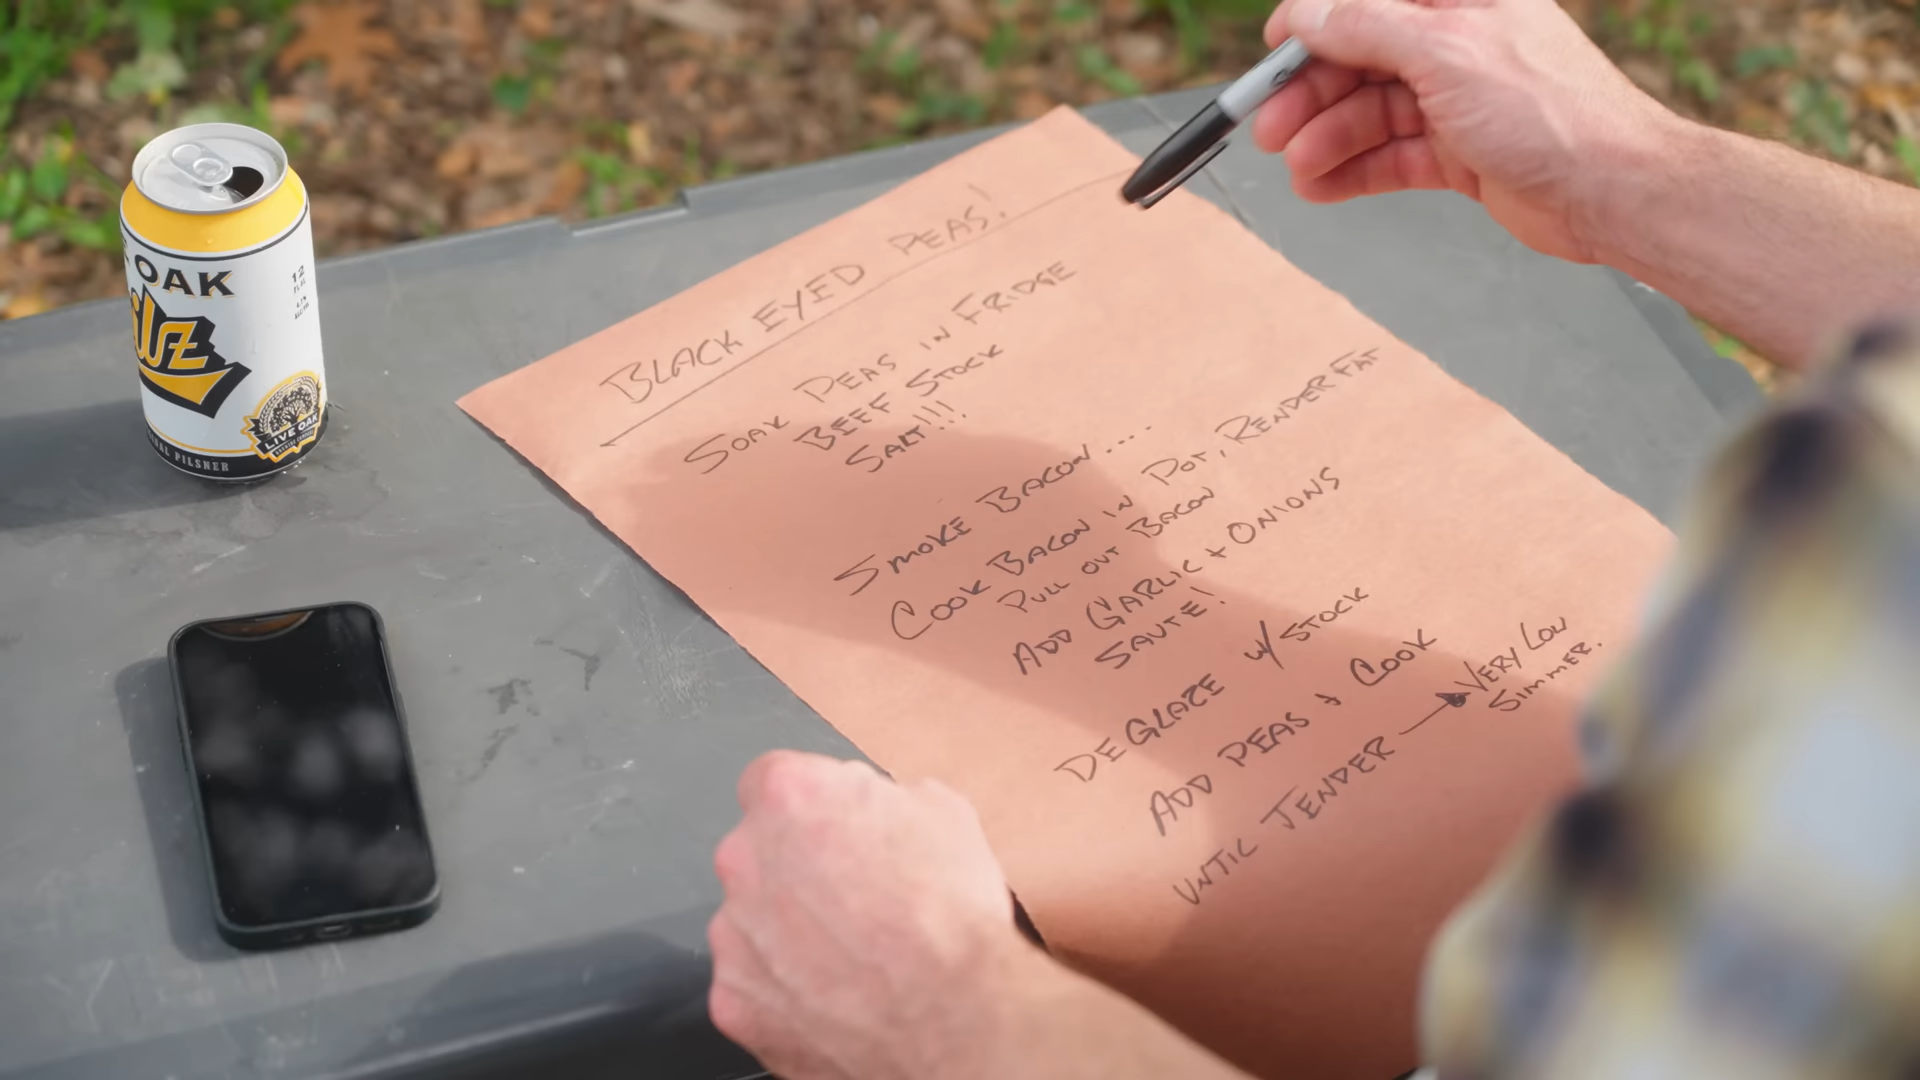 OAK
ilz
12
PILSNER
LIVE OAK
BLACK EYED PEAS!
SOAK PEAS IN FRIDGE
BEEF STOCK
SALT!!!
SMOKE BACON....
COOK BACON IN POT, RENDER FAT
PULL OUT BACON
ADD GARLIC + ONIONS
SAUTE!
DEGLAZE W/ STOCK
ADD PEAS & COOK
UNTIL TENDER → VERY LOW
SIMMER.